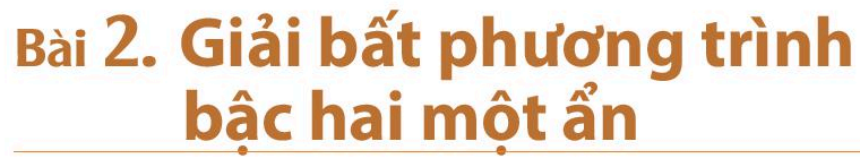 Bài 2. Giải bất phương trình
bậc hai một ẩn